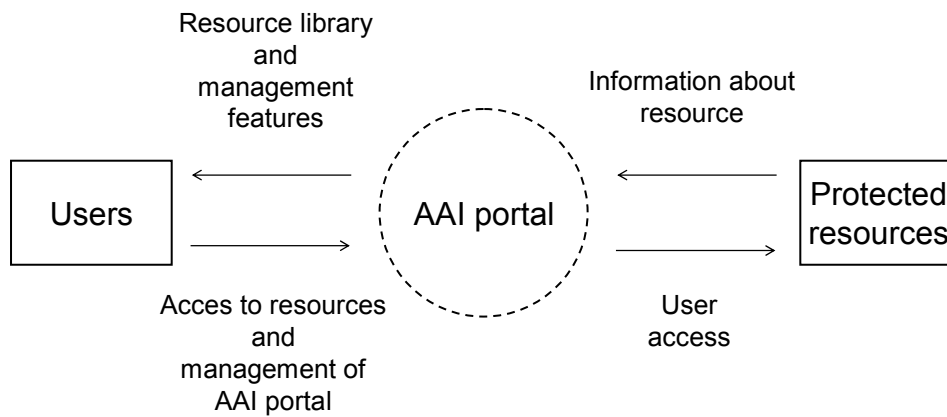 Resource library
and
management
features
Information about
resource
Users
AAI portal
Protected
resources
Acces to resources
and
management of
AAI portal
User
access